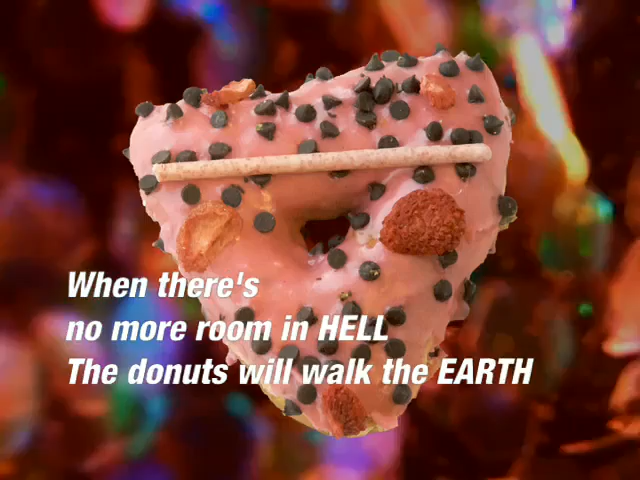 When there's
no more room in HELL
The donuts will walk the EARTH